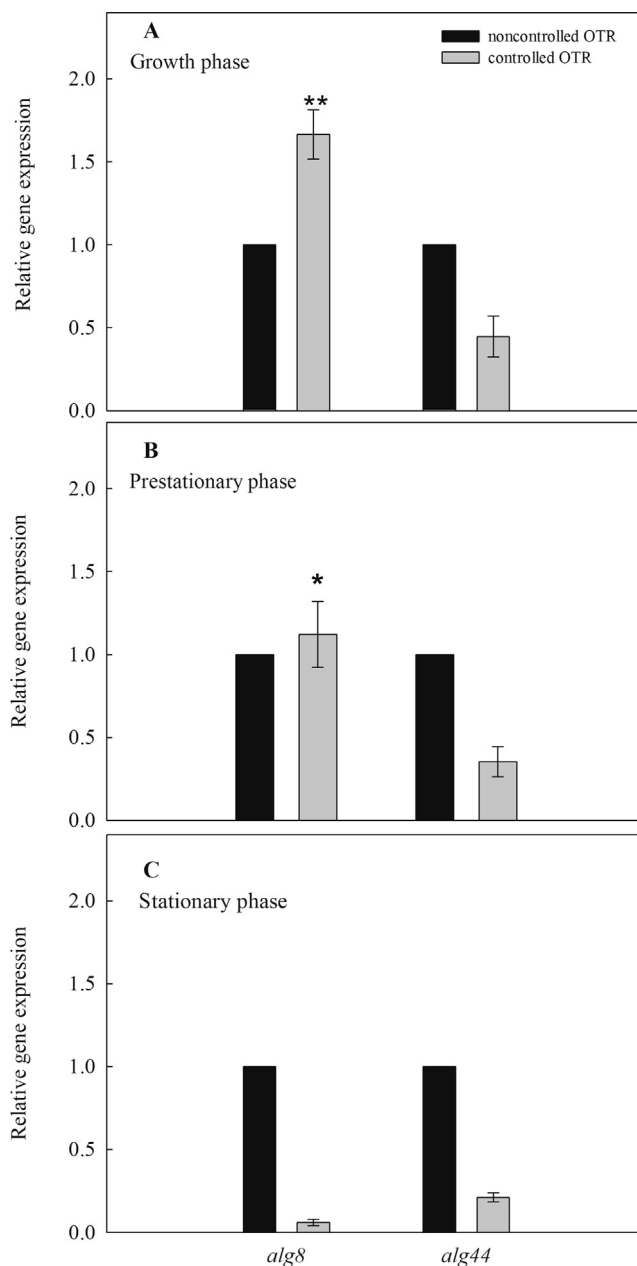 A
Growth phase
noncontrolled OTR
controlled OTR
**
Relative gene expression
2.0
1.5
1.0
0.5
0.0
B
Prestationary phase
*
Relative gene expression
2.0
1.5
1.0
0.5
0.0
C
Stationary phase
Relative gene expression
2.0
1.5
1.0
0.5
0.0
alg8 alg44